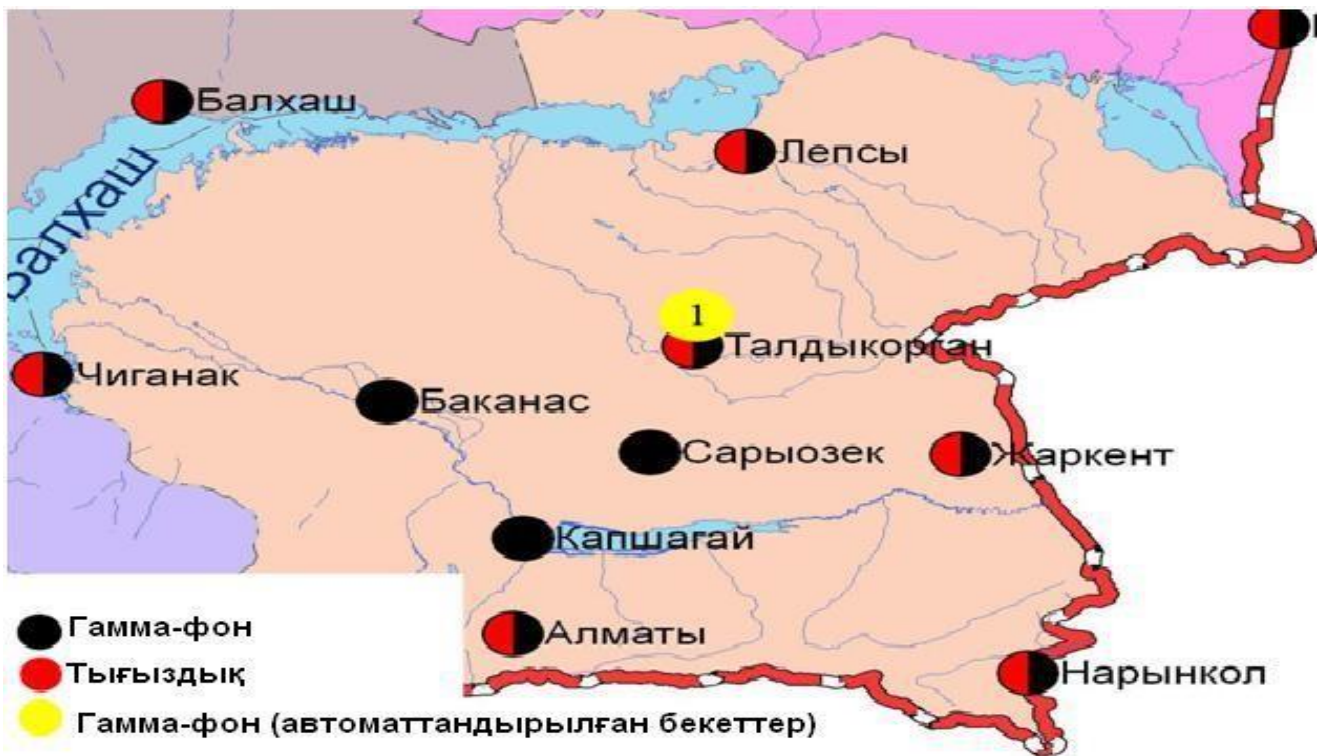 Балхаш
Лепсы
Балхаш
1
Талдыкорган
Чиганак
Баканас
Сарыозек
Жаркент
Капшагай
Алматы
Нарынкол
Гамма-фон
Тығыздық
Гамма-фон (автоматтандырылған бекеттер)